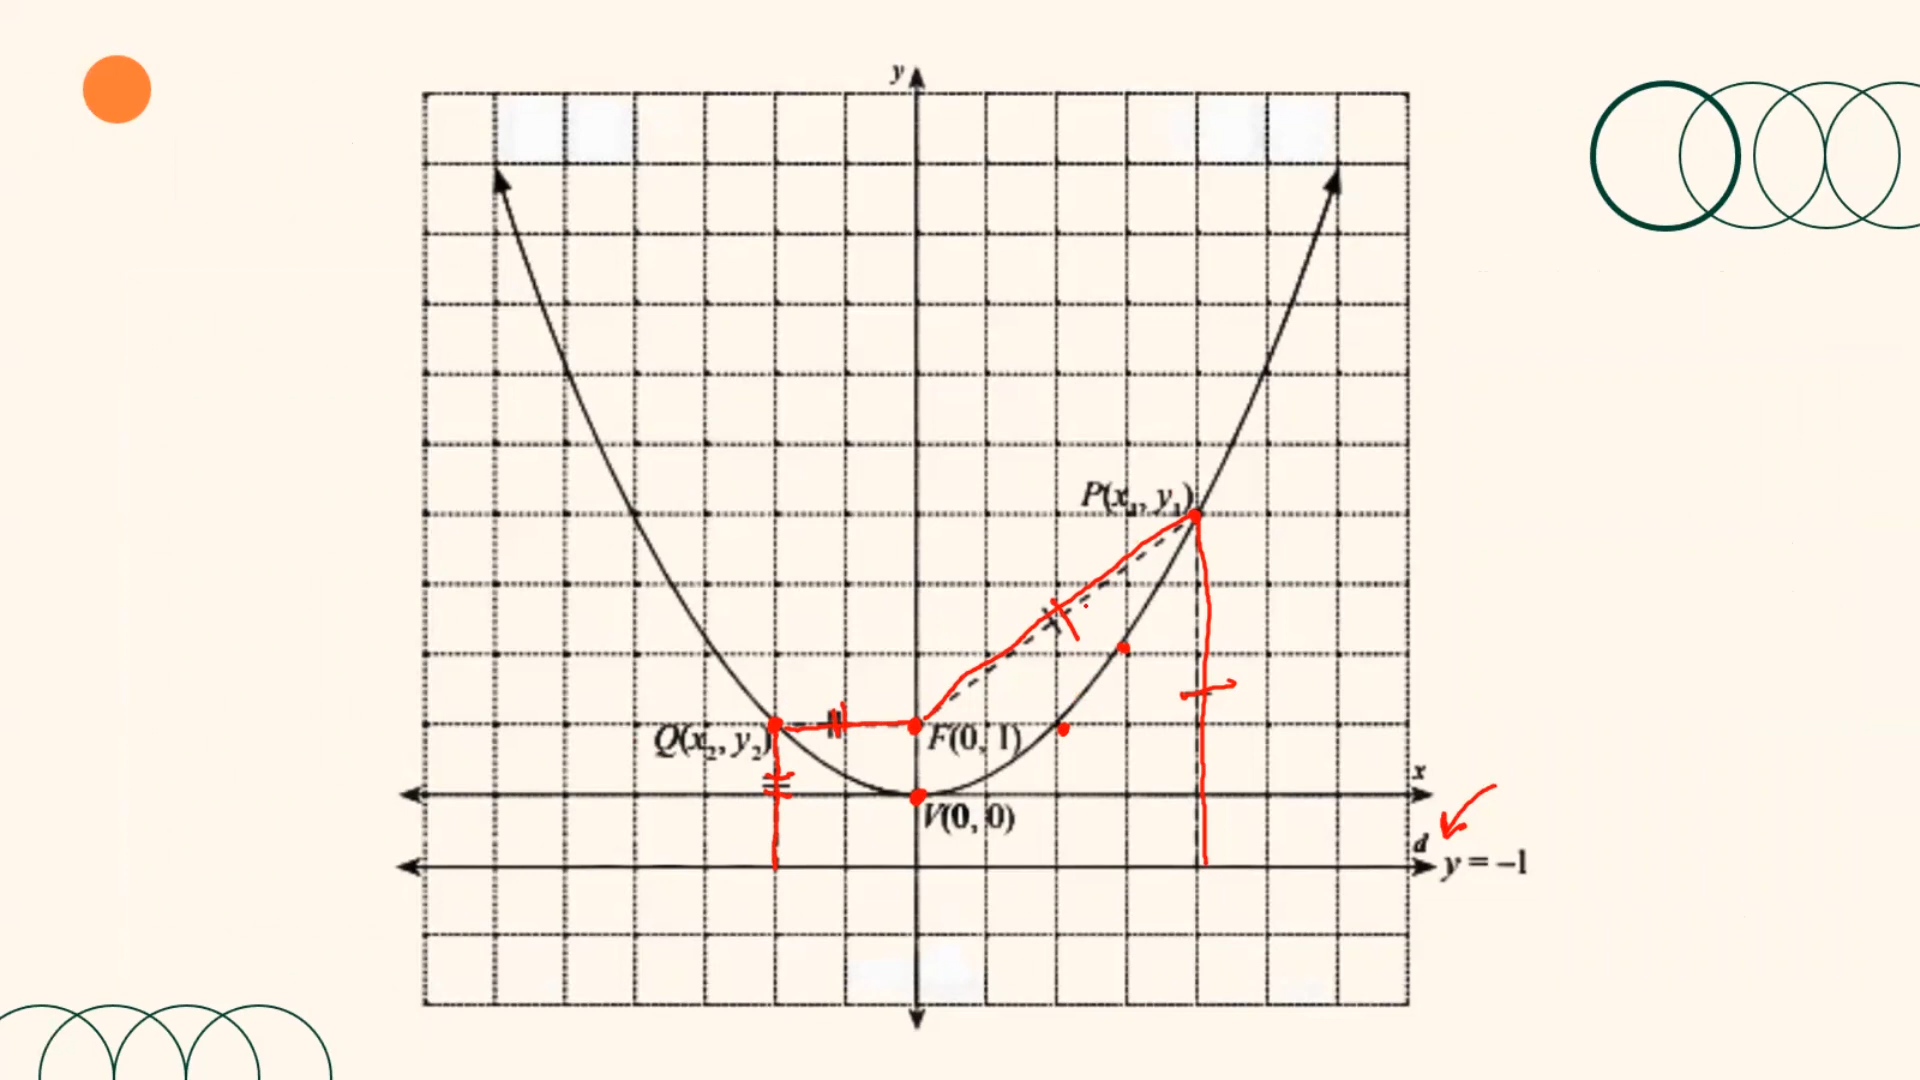 y
P(x₁, y₁)
Q(x₂, y₂)
F(0, 1)
x
V(0, 0)
d
y = –1